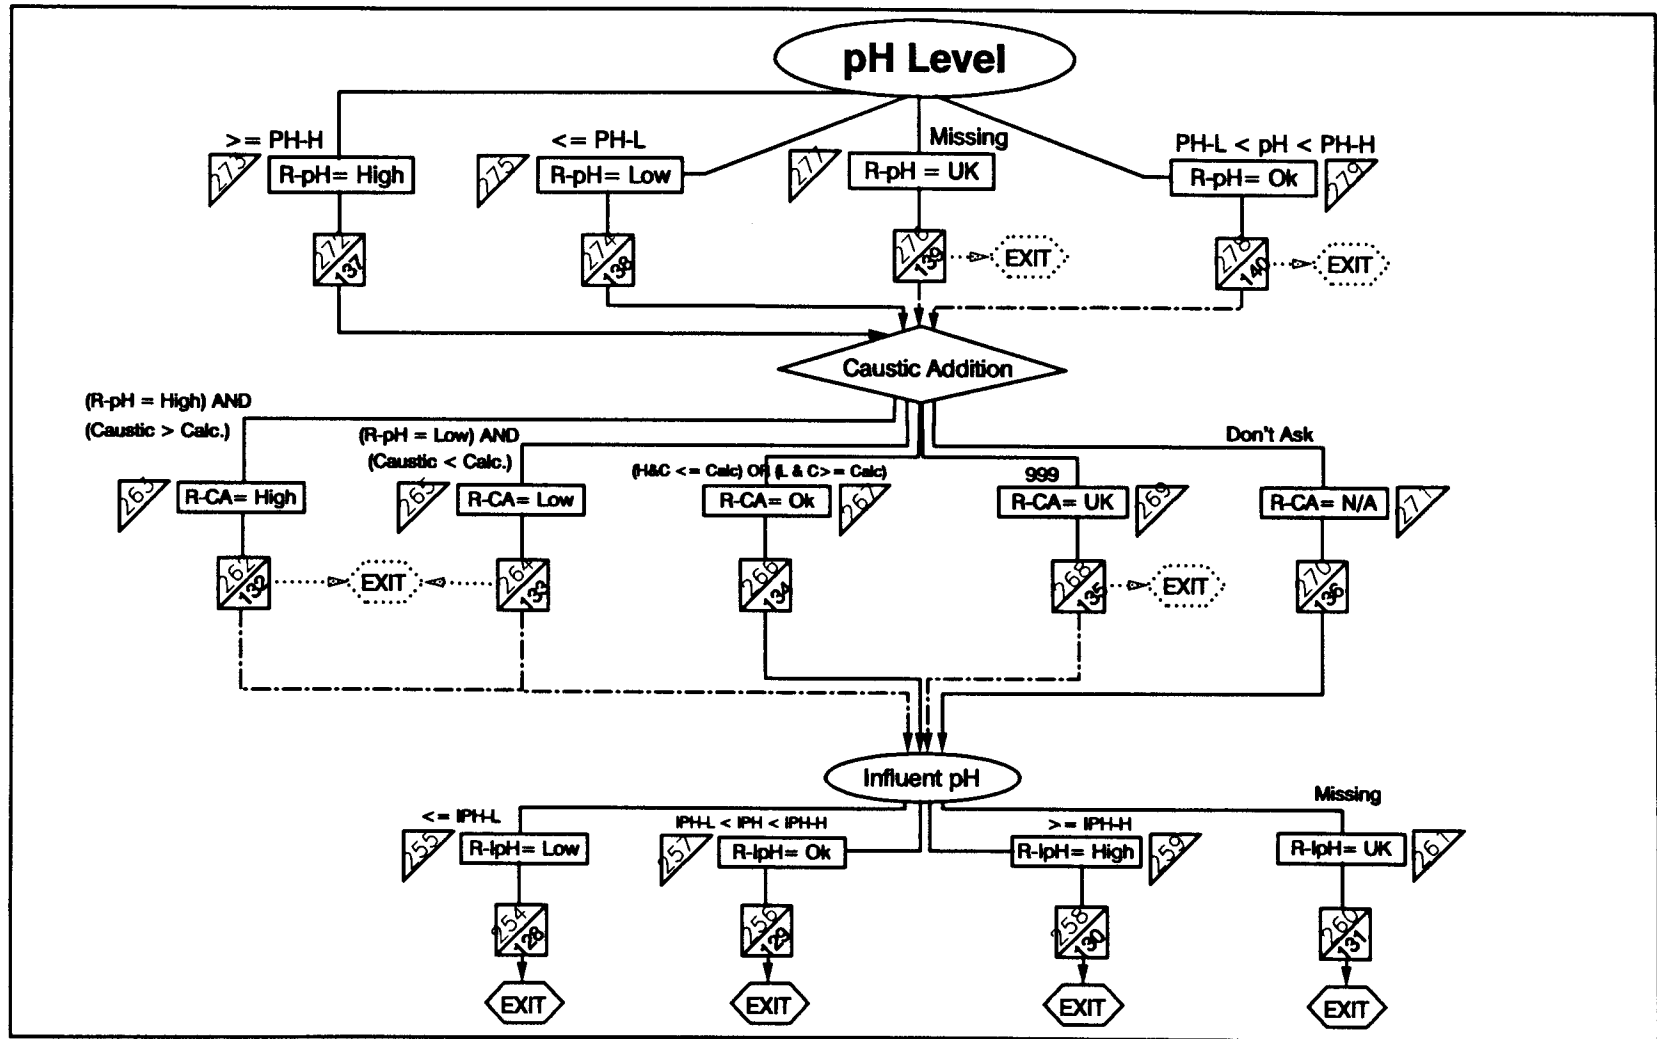 pH Level
>= PH-H
<= PH-L
Missing
PH-L < pH < PH-H
273
R-pH= High
275
R-pH= Low
277
R-pH = UK
R-pH= Ok
279
272
137
274
138
276
139
EXIT
278
140
EXIT
Caustic Addition
(R-pH = High) AND
(Caustic > Calc.)
(R-pH = Low) AND
(Caustic < Calc.)
(H&C <= Calc) OR (L & C>= Calc)
999
Don't Ask
263
R-CA= High
265
R-CA= Low
R-CA= Ok
267
R-CA= UK
269
R-CA= N/A
271
262
132
EXIT
264
133
266
134
268
135
EXIT
270
136
Influent pH
<= IPH-L
IPH-L < IPH < IPH-H
>= IPH-H
Missing
255
R-IpH= Low
257
R-IpH= Ok
R-IpH= High
259
R-IpH= UK
261
254
128
256
129
258
130
260
131
EXIT
EXIT
EXIT
EXIT